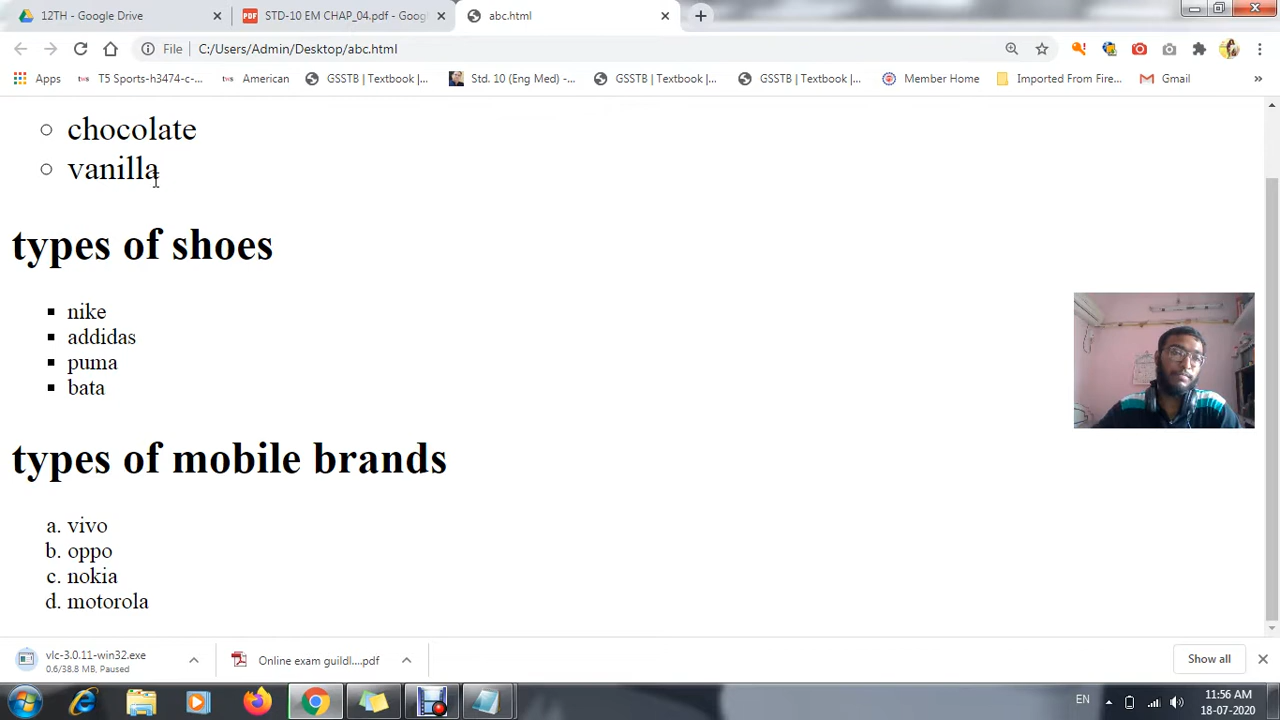 12TH - Google Drive
STD-10 EM CHAP_04.pdf - Goog
abc.html
File
C:/Users/Admin/Desktop/abc.html
Apps
T5 Sports-h3474-c-...
American
GSSTB | Textbook |...
Std. 10 (Eng Med) -...
GSSTB | Textbook |...
GSSTB | Textbook |...
Member Home
Imported From Fire...
Gmail
chocolate
vanilla
types of shoes
nike
addidas
puma
bata
types of mobile brands
a. vivo
b. oppo
c. nokia
d. motorola
vlc-3.0.11-win32.exe
0.6/38.8 MB, Paused
Online exam guildl....pdf
Show all
EN
11:56 AM
18-07-2020